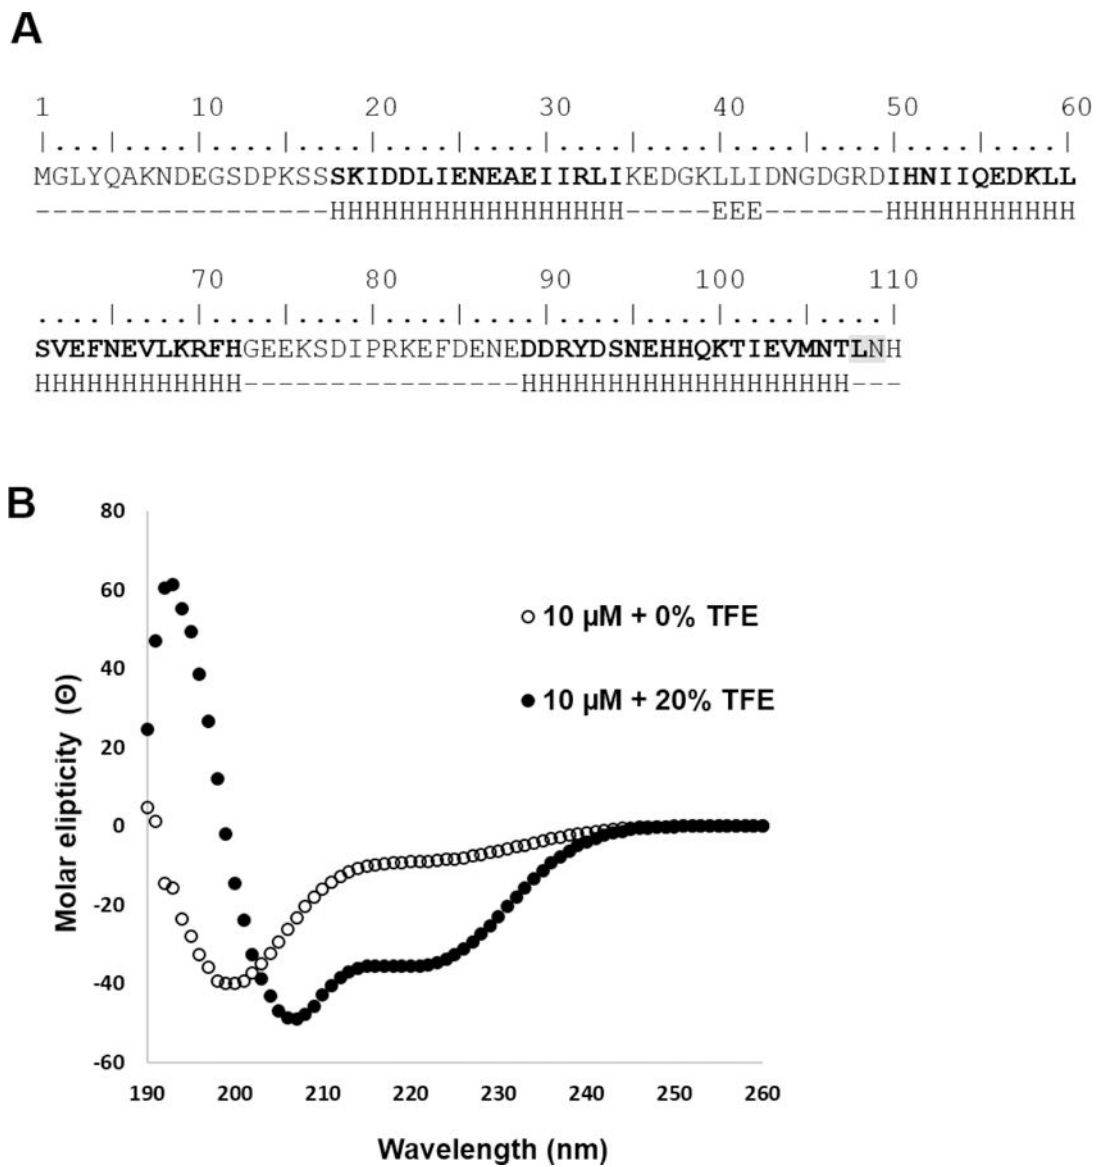 A
1 10 20 30 40 50 60
|...|....|....|....|....|....|....|....|....|....|....|....|
MGLYQAKNDEGSDPKSSSKIDDLIENEAEIIRLIKEDGKLLIDNGDGRDIHNIIQEDKLL
-----------------HHHHHHHHHHHHHHHHH-----EEE-------HHHHHHHHHHH
70 80 90 100 110
....|....|....|....|....|....|....|....|....|....|
SVEFNEVLKRFHGEEKSDIPRKEFDENEDDRYDSNEHHQKTIEVMNTLNH
HHHHHHHHHHHH----------------HHHHHHHHHHHHHHHHHHH---
B
80
60
40
20
0
-20
-40
-60
Molar elipticity (Θ)
10 µM + 0% TFE
10 µM + 20% TFE
190 200 210 220 230 240 250 260
Wavelength (nm)